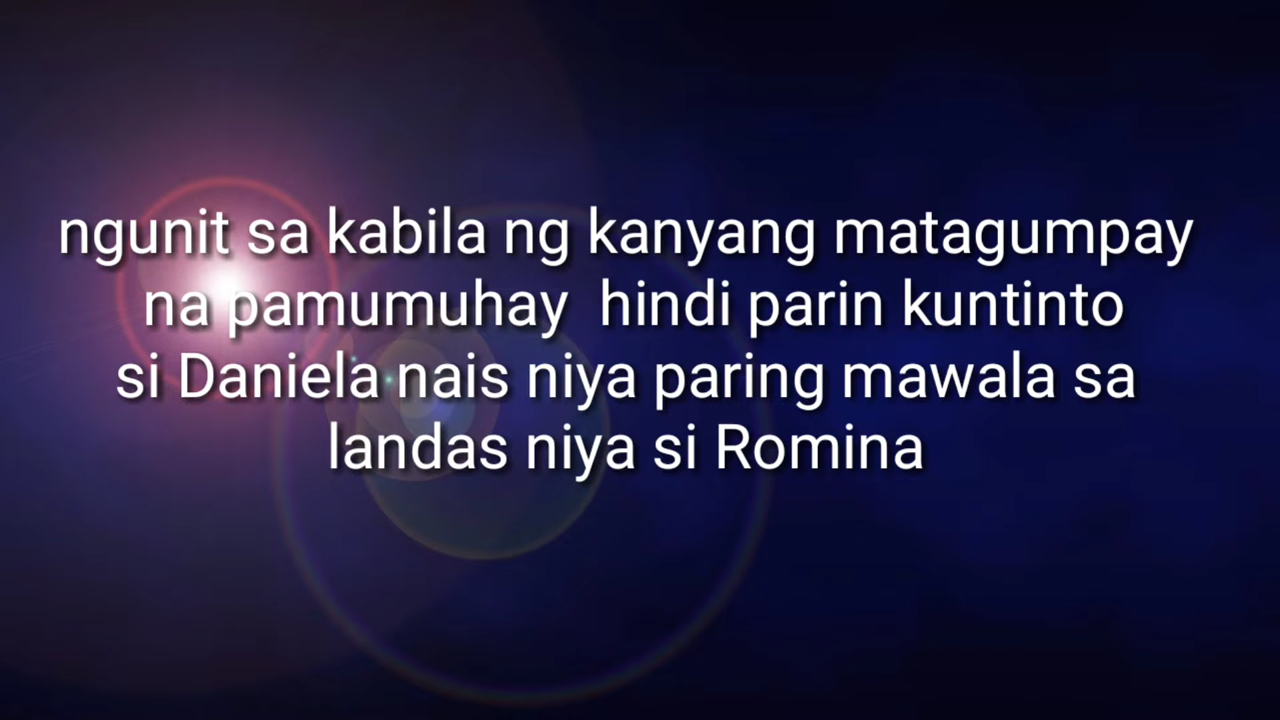 ngunit sa kabila ng kanyang matagumpay
na pamumuhay  hindi parin kuntinto
si Daniela nais niya paring mawala sa
landas niya si Romina